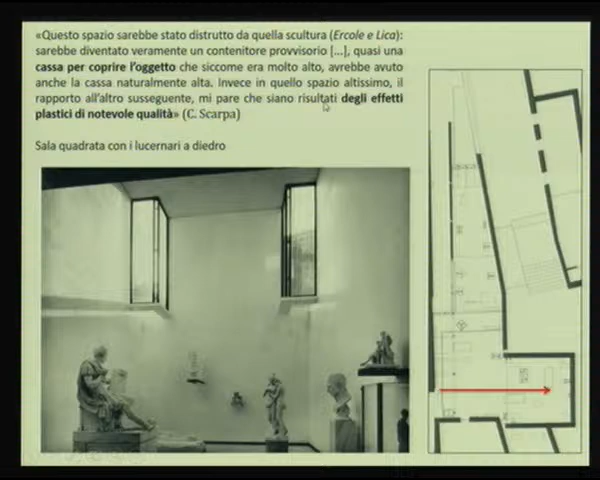 «Questo spazio sarebbe stato distrutto da quella scultura (Ercole e Lica):
sarebbe diventato veramente un contenitore provvisorio [...], quasi una
cassa per coprire l'oggetto che siccome era molto alto, avrebbe avuto
anche la cassa naturalmente alta. Invece in quello spazio altissimo, il
rapporto all'altro susseguente, mi pare che siano risultati degli effetti
plastici di notevole qualità» (C. Scarpa)
Sala quadrata con i lucernari a diedro